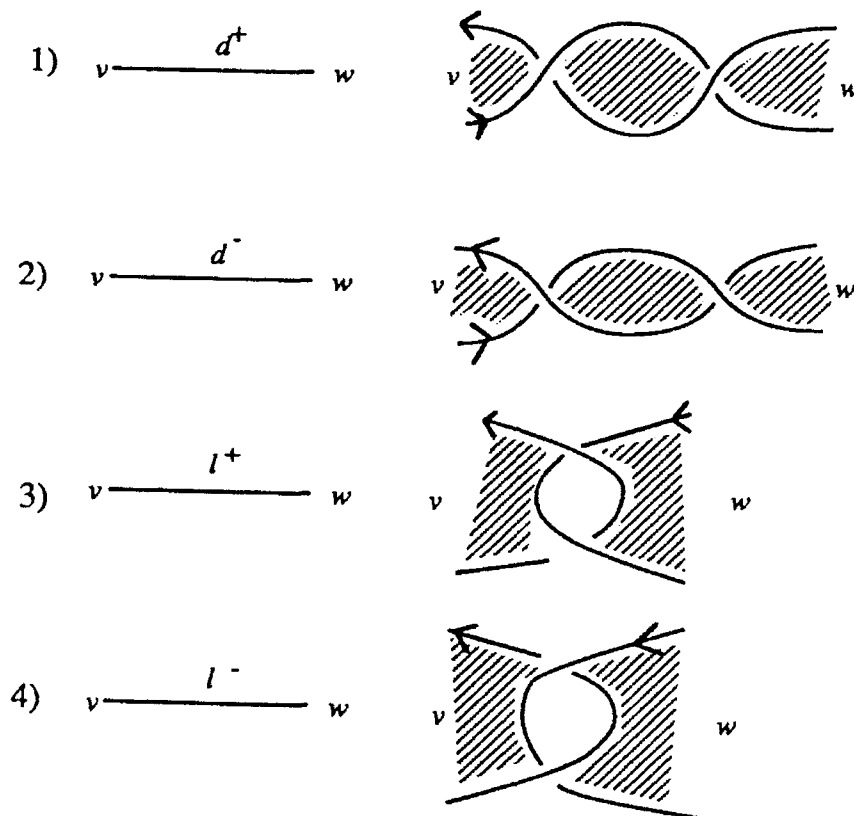 1) v d⁺ w v w
2) v d⁻ w v w
3) v l⁺ w v w
4) v l⁻ w v w